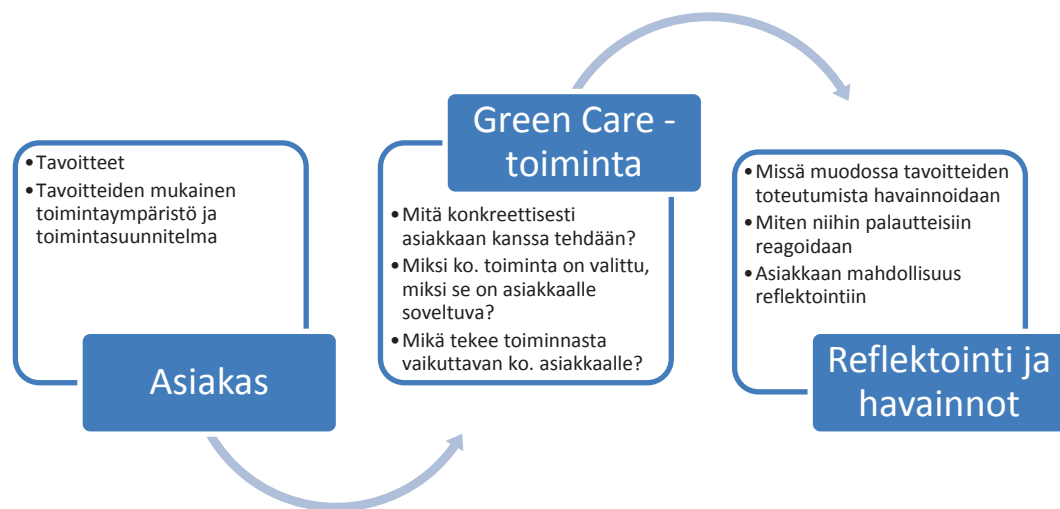 •Tavoitteet
•Tavoitteiden mukainen
toimintaympäristö ja
toimintasuunnitelma
Asiakas
Green Care -
toiminta
•Mitä konkreettisesti
asiakkaan kanssa tehdään?
•Miksi ko. toiminta on valittu,
miksi se on asiakkaalle
soveltuva?
•Mikä tekee toiminnasta
vaikuttavan ko. asiakkaalle?
•Missä muodossa tavoitteiden
toteutumista havainnoidaan
•Miten niihin palautteisiin
reagoidaan
•Asiakkaan mahdollisuus
reflektointiin
Reflektointi ja
havainnot